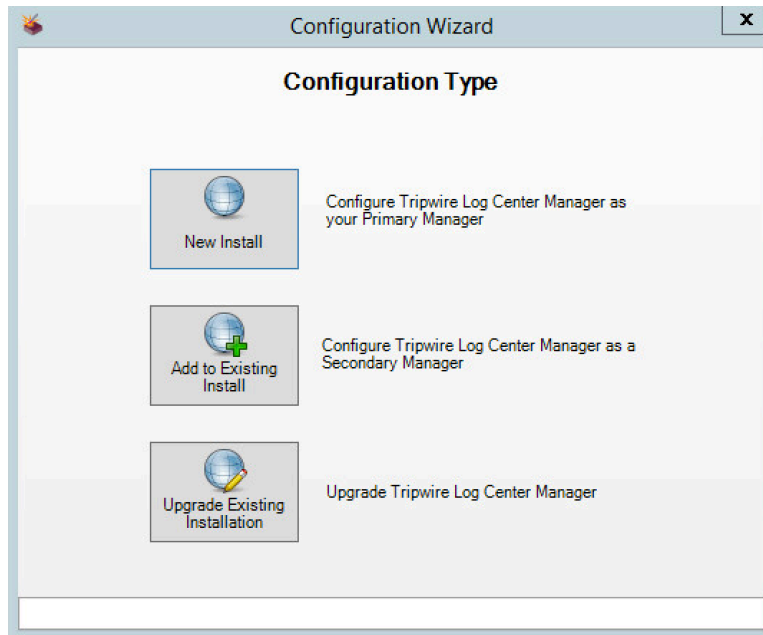 Configuration Wizard
x
Configuration Type
New Install
Configure Tripwire Log Center Manager as
your Primary Manager
Add to Existing
Install
Configure Tripwire Log Center Manager as a
Secondary Manager
Upgrade Existing
Installation
Upgrade Tripwire Log Center Manager